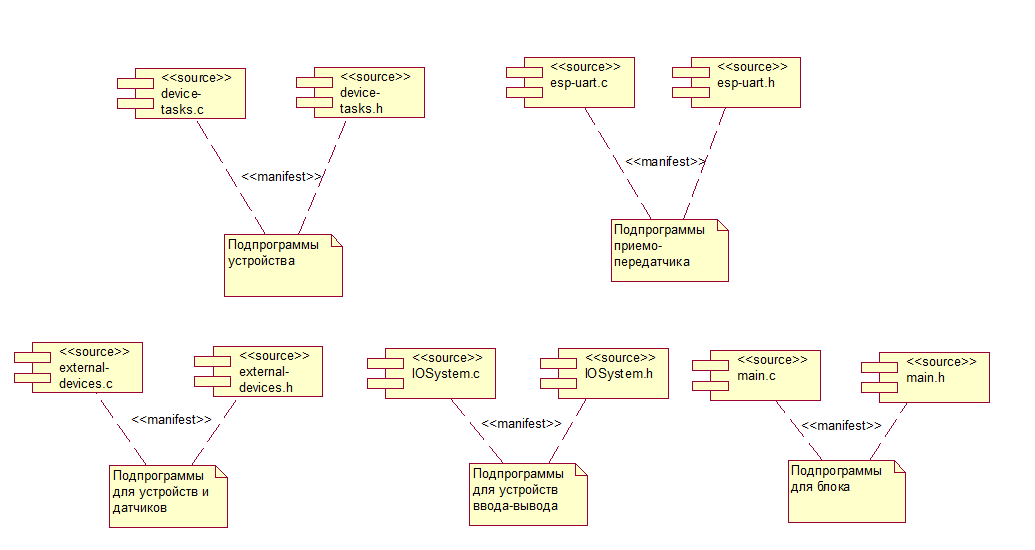 <<source>>
device-
tasks.c
<<source>>
device-
tasks.h
<<manifest>>
Подпрограммы
устройства
<<source>>
esp-uart.c
<<source>>
esp-uart.h
<<manifest>>
Подпрограммы
приемо-
передатчика
<<source>>
external-
devices.c
<<source>>
external-
devices.h
<<manifest>>
Подпрограммы
для устройств и
датчиков
<<source>>
IOSystem.c
<<source>>
IOSystem.h
<<manifest>>
Подпрограммы
для устройств
ввода-вывода
<<source>>
main.c
<<source>>
main.h
<<manifest>>
Подпрограммы
для блока